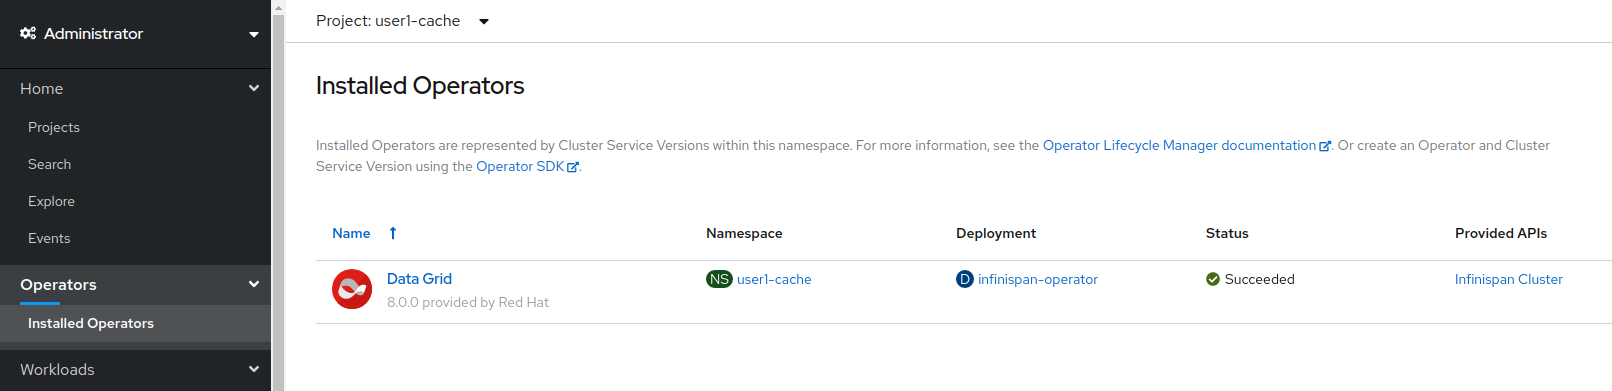 Administrator
Home
Projects
Search
Explore
Events
Operators
Installed Operators
Workloads
Project: user1-cache
Installed Operators
Installed Operators are represented by Cluster Service Versions within this namespace. For more information, see the Operator Lifecycle Manager documentation. Or create an Operator and Cluster
Service Version using the Operator SDK.
Name Namespace Deployment Status Provided APIs
Data Grid NS user1-cache D infinispan-operator Succeeded Infinispan Cluster
8.0.0 provided by Red Hat